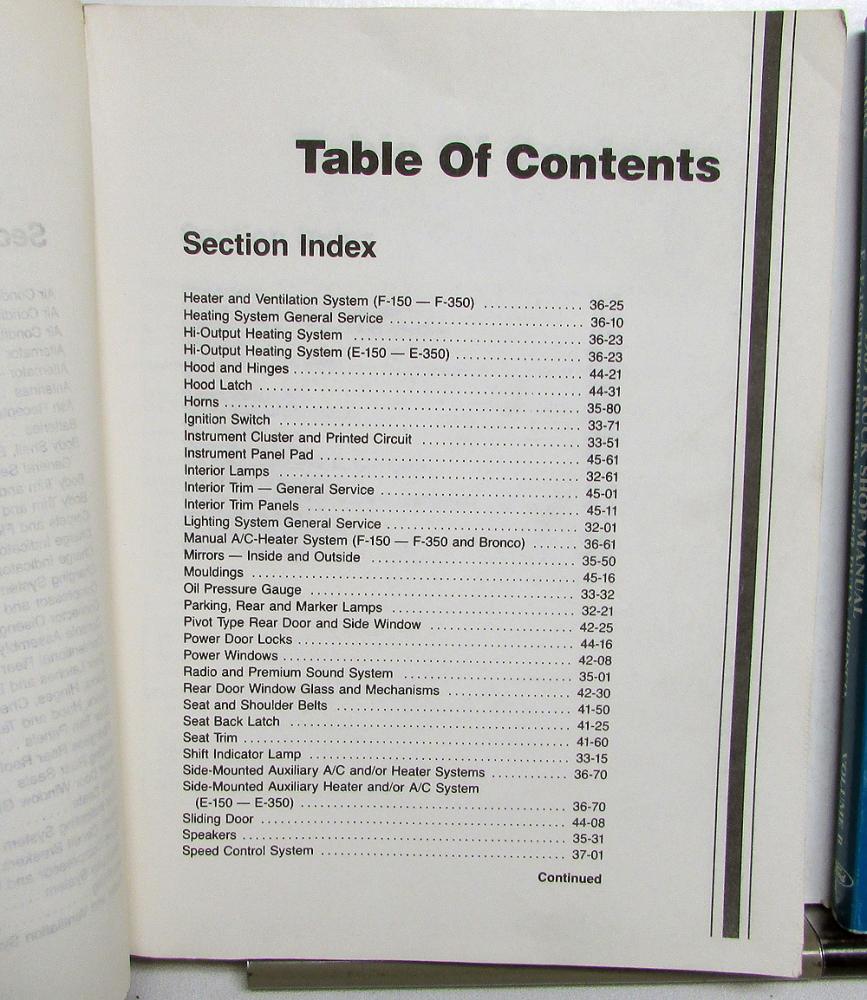 Table Of Contents
Section Index
Heater and Ventilation System (F-150 — F-350) .................... 36-25
Heating System General Service .................... 36-10
Hi-Output Heating System .................... 36-23
Hi-Output Heating System (E-150 — E-350) .................... 36-23
Hood and Hinges .................... 44-21
Hood Latch .................... 44-31
Horns .................... 35-80
Ignition Switch .................... 33-71
Instrument Cluster and Printed Circuit .................... 33-51
Instrument Panel Pad .................... 45-61
Interior Lamps .................... 32-61
Interior Trim — General Service .................... 45-01
Interior Trim Panels .................... 45-11
Lighting System General Service .................... 32-01
Manual A/C-Heater System (F-150 — F-350 and Bronco) ....... 36-61
Mirrors — Inside and Outside .................... 35-50
Mouldings .................... 45-16
Oil Pressure Gauge .................... 33-32
Parking, Rear and Marker Lamps .................... 32-21
Pivot Type Rear Door and Side Window .................... 42-25
Power Door Locks .................... 44-16
Power Windows .................... 42-08
Radio and Premium Sound System .................... 35-01
Rear Door Window Glass and Mechanisms .................... 42-30
Seat and Shoulder Belts .................... 41-50
Seat Back Latch .................... 41-25
Seat Trim .................... 41-60
Shift Indicator Lamp .................... 33-15
Side-Mounted Auxiliary A/C and/or Heater Systems ............ 36-70
Side-Mounted Auxiliary Heater and/or A/C System
(E-150 — E-350) .................... 36-70
Sliding Door .................... 44-08
Speakers .................... 35-31
Speed Control System .................... 37-01
Continued
TRUCK SHOP MANUAL
VOLUME II